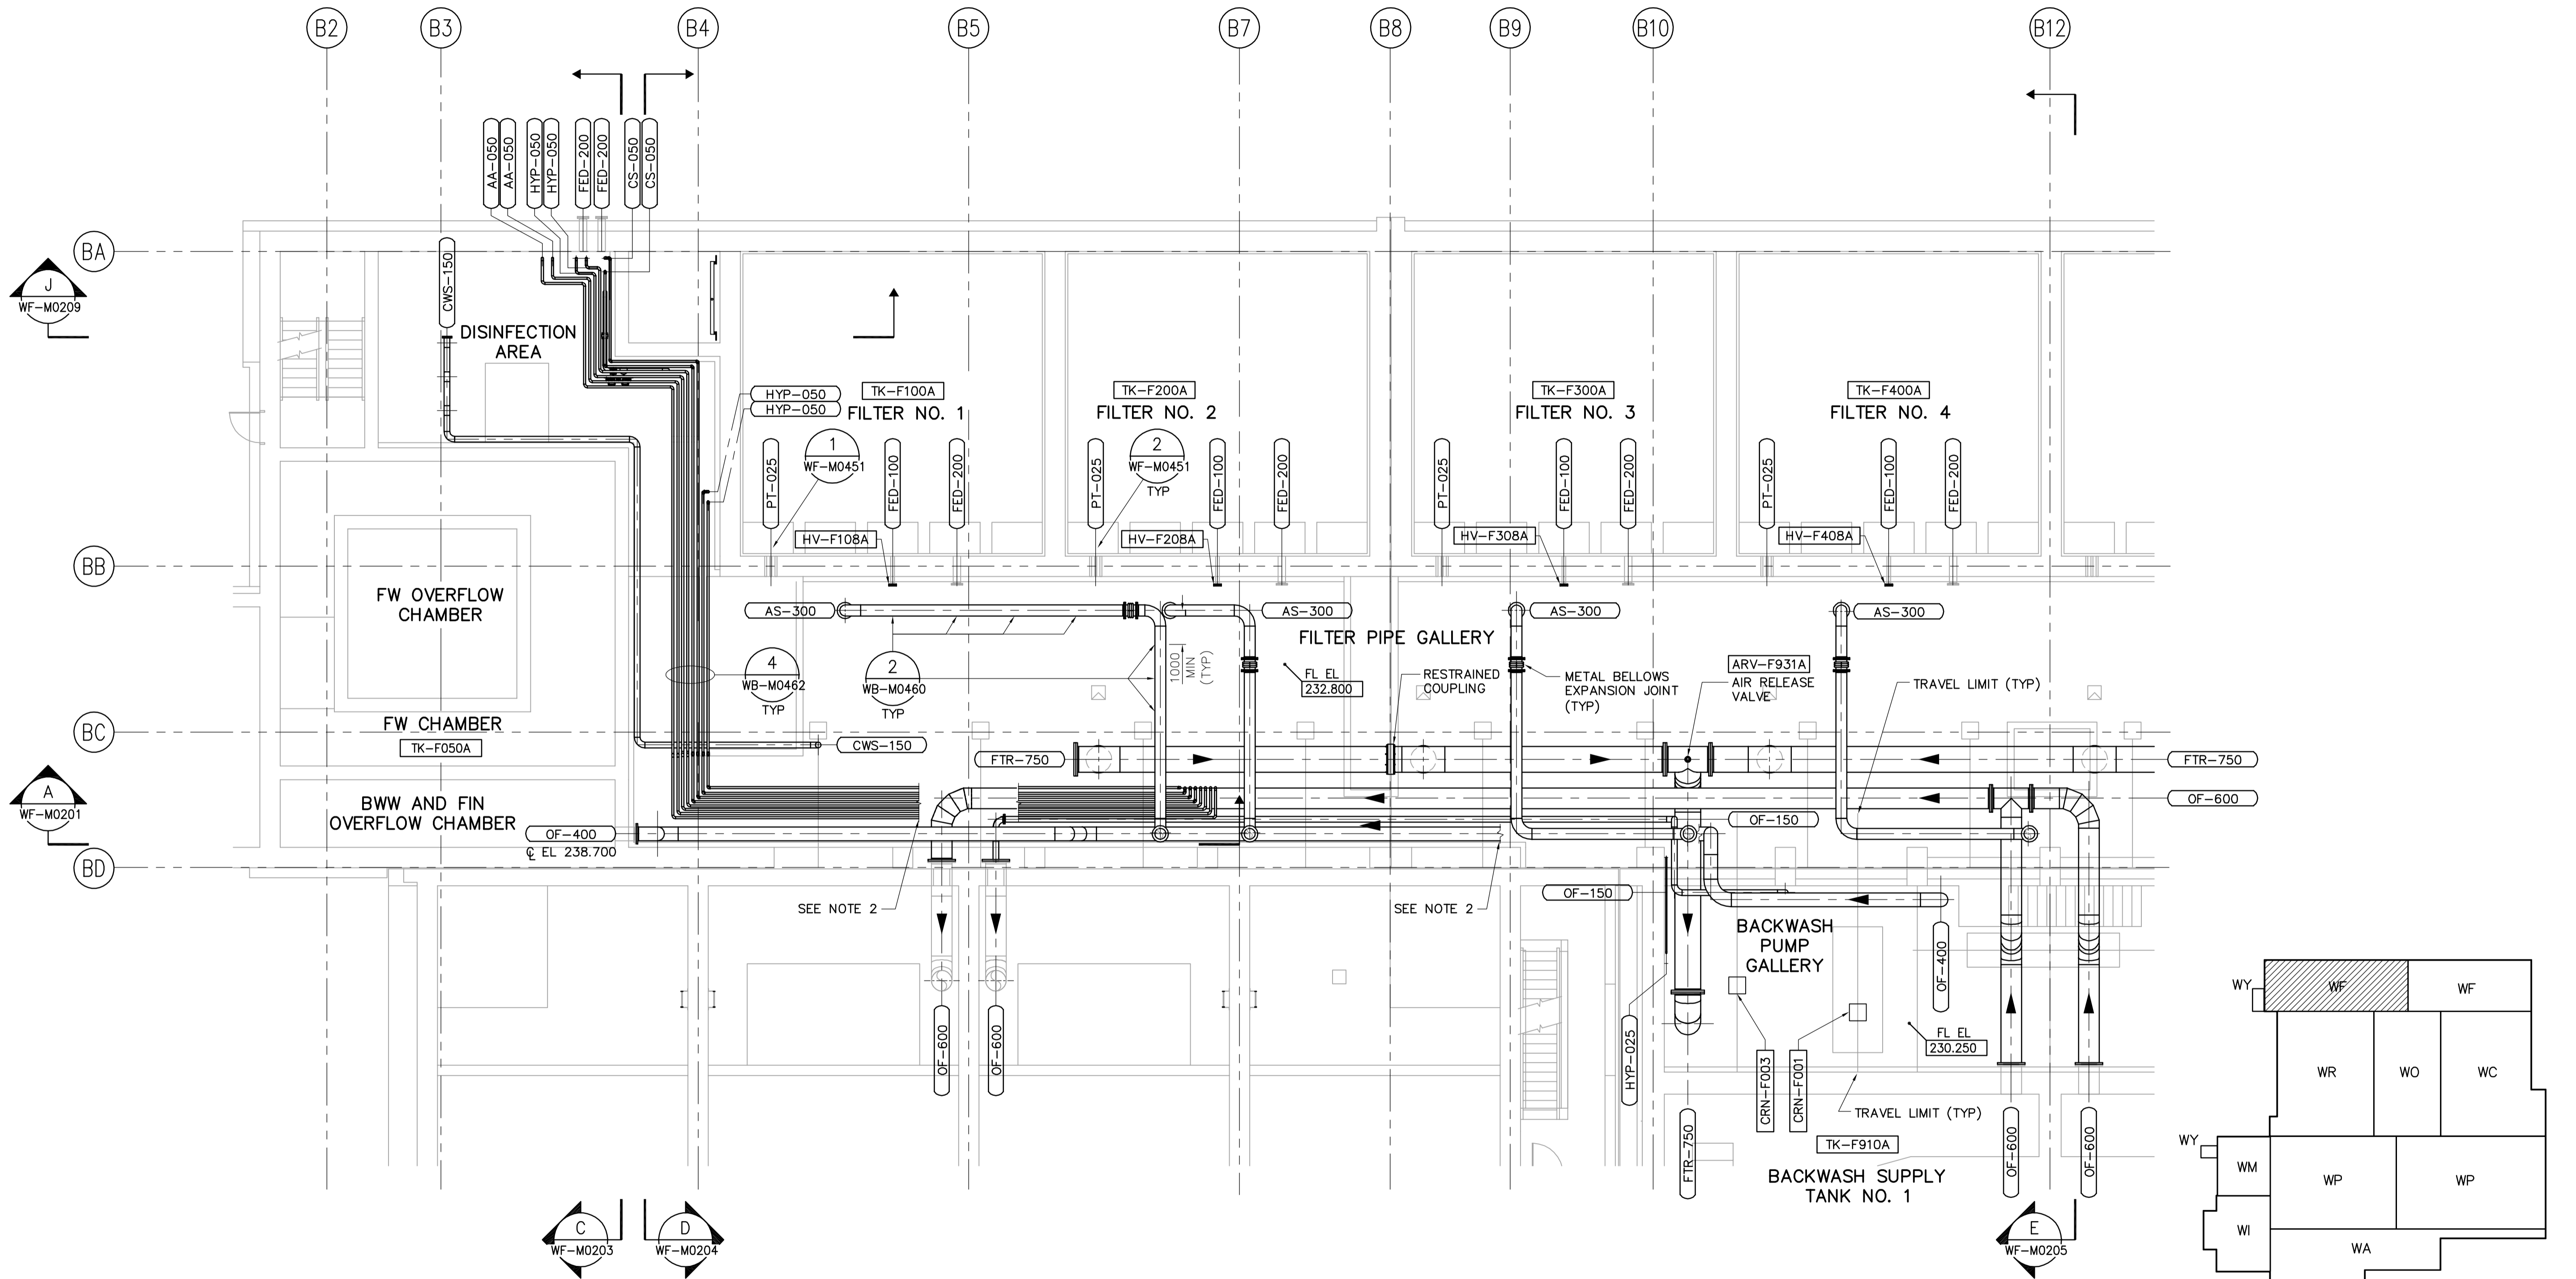 B2
B3
B4
B5
B7
B8
B9
B10
B12
AA-050
AA-050
HYP-050
HYP-050
FED-200
FED-200
CS-050
CS-050
BA
CWS-150
J
WF-M0209
DISINFECTION
AREA
HYP-050
HYP-050
TK-F100A
FILTER NO. 1
TK-F200A
FILTER NO. 2
TK-F300A
FILTER NO. 3
TK-F400A
FILTER NO. 4
PT-025
1
WF-M0451
FED-100
FED-200
PT-025
2
WF-M0451
TYP
FED-100
FED-200
PT-025
FED-100
FED-200
PT-025
FED-100
FED-200
HV-F108A
HV-F208A
HV-F308A
HV-F408A
BB
FW OVERFLOW
CHAMBER
AS-300
AS-300
AS-300
AS-300
FILTER PIPE GALLERY
4
WB-M0462
TYP
2
WB-M0460
TYP
1000
MIN
(TYP)
FL EL
232.800
RESTRAINED
COUPLING
METAL BELLOWS
EXPANSION JOINT
(TYP)
ARV-F931A
AIR RELEASE
VALVE
TRAVEL LIMIT (TYP)
FW CHAMBER
TK-F050A
BC
CWS-150
FTR-750
FTR-750
A
WF-M0201
BWW AND FIN
OVERFLOW CHAMBER
OF-600
OF-400
℄ EL 238.700
OF-150
BD
SEE NOTE 2
SEE NOTE 2
OF-150
BACKWASH
PUMP
GALLERY
OF-400
OF-600
OF-600
HYP-025
CRN-F003
CRN-F001
FL EL
230.250
TRAVEL LIMIT (TYP)
FTR-750
TK-F910A
BACKWASH SUPPLY
TANK NO. 1
OF-600
OF-600
C
WF-M0203
D
WF-M0204
E
WF-M0205
WY
WF
WF
WR
WO
WC
WY
WM
WP
WP
WI
WA